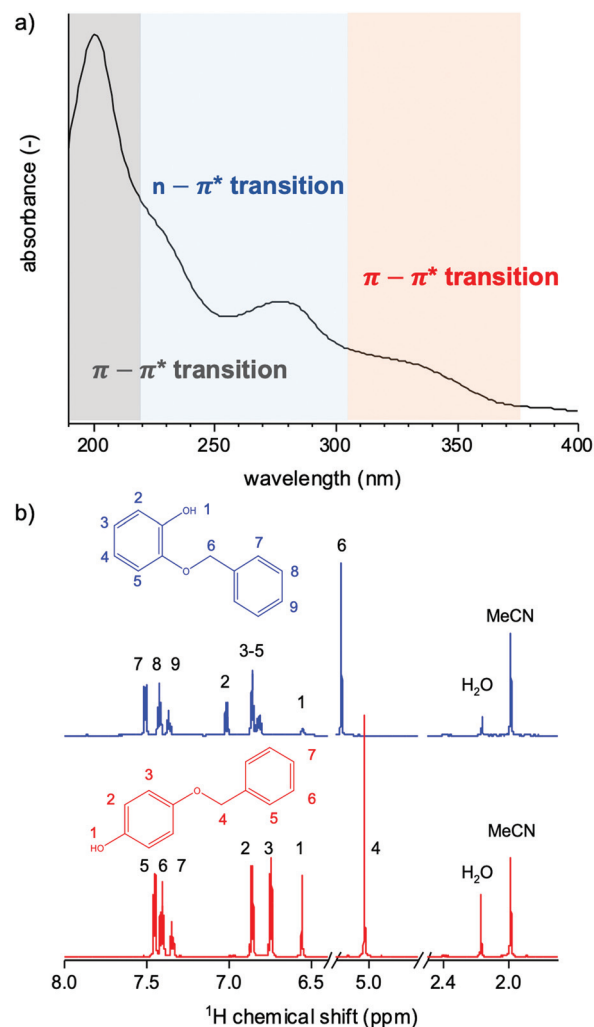 a)
absorbance (-)
n − π* transition
π − π* transition
π − π* transition
200 250 300 350 400
wavelength (nm)
b)
2 OH 1
3
4
5
O
6 7
8
9
6
MeCN
7 8 9
2
3-5
1
H₂O
3
2
1
HO
O
4
7
6
5
5 6 7
2 3 1
4
H₂O
MeCN
8.0 7.5 7.0 6.5 5.0 2.4 2.0
¹H chemical shift (ppm)